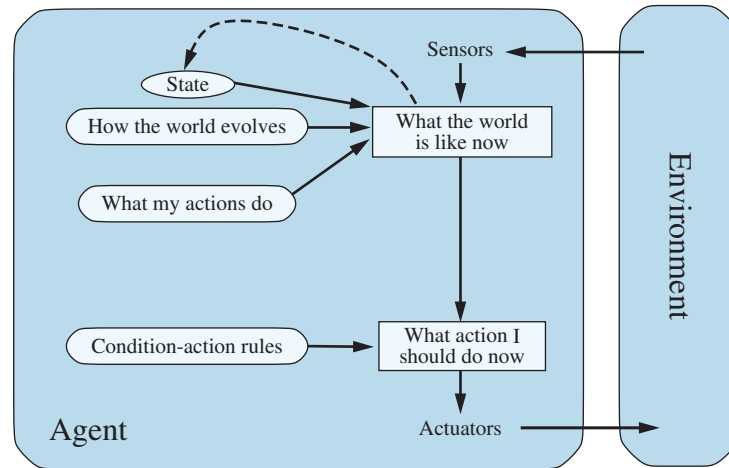 Sensors
State
How the world evolves
What the world
is like now
What my actions do
Condition-action rules
What action I
should do now
Agent
Actuators
Environment